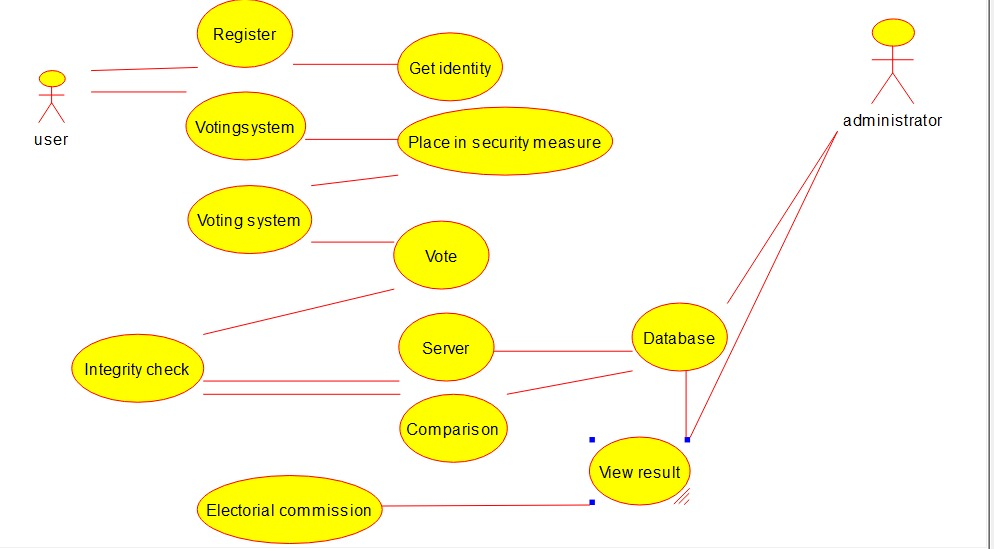 Register
Get identity
administrator
user
Votingsystem
Place in security measure
Voting system
Vote
Server
Database
Integrity check
Comparison
View result
Electorial commission